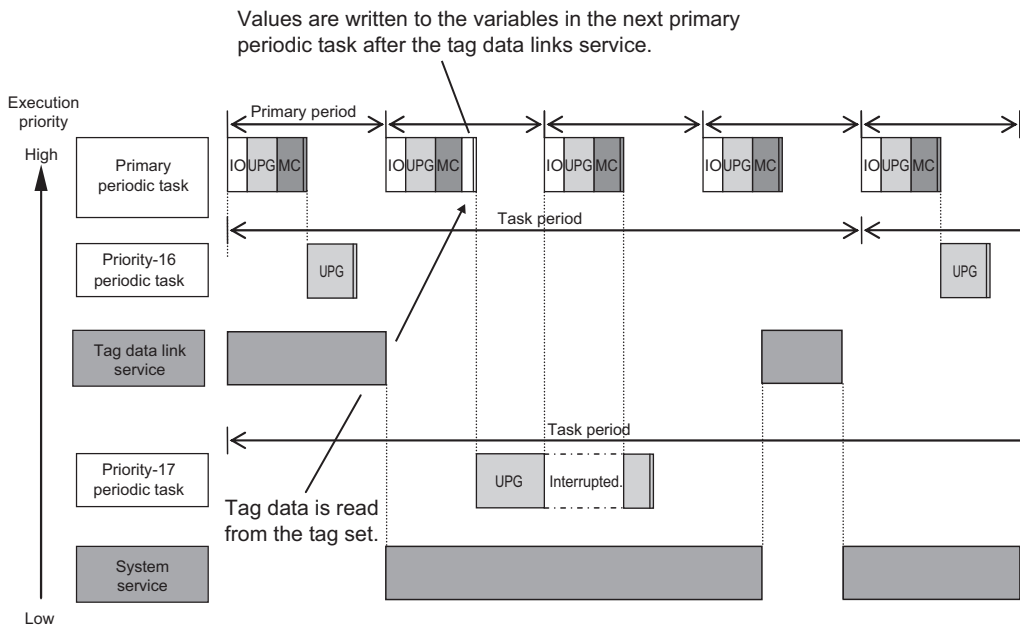 Values are written to the variables in the next primary
periodic task after the tag data links service.
Execution
priority
High
Primary period
Primary
periodic task
IO UPG MC
IO UPG MC
IO UPG MC
IO UPG MC
IO UPG MC
Task period
Priority-16
periodic task
UPG
UPG
Tag data link
service
Task period
Priority-17
periodic task
UPG
Interrupted.
Tag data is read
from the tag set.
System
service
Low